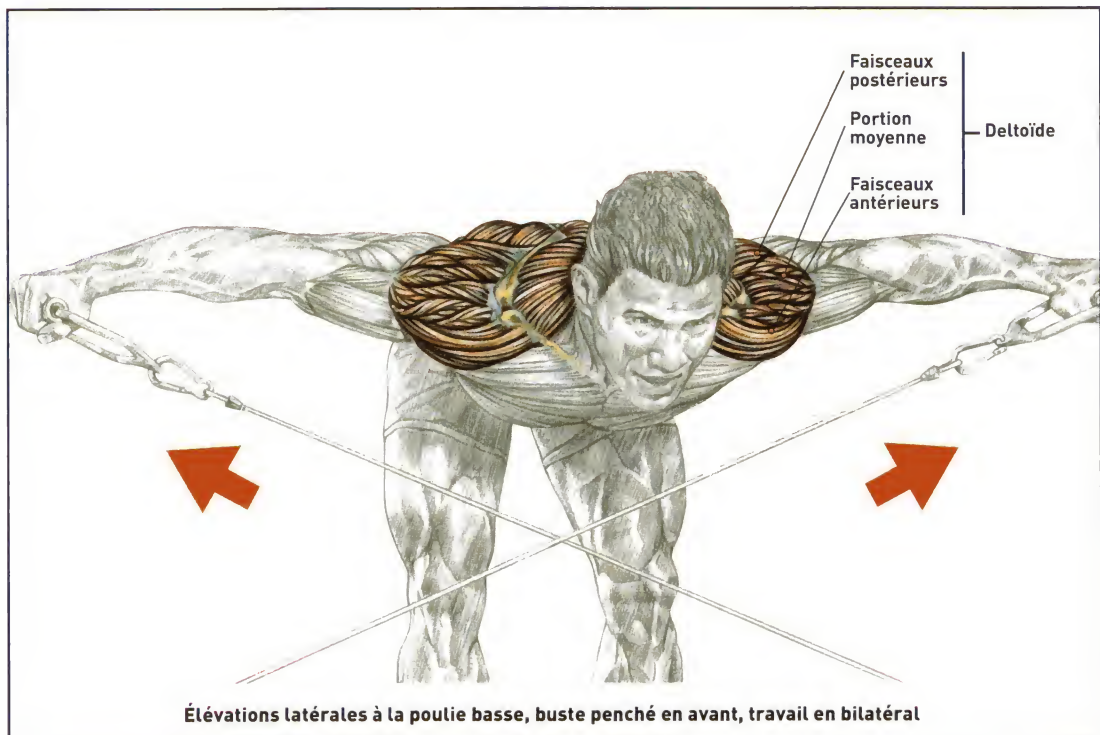 Faisceaux
postérieurs
Portion
moyenne
Deltoïde
Faisceaux
antérieurs
Élévations latérales à la poulie basse, buste penché en avant, travail en bilatéral